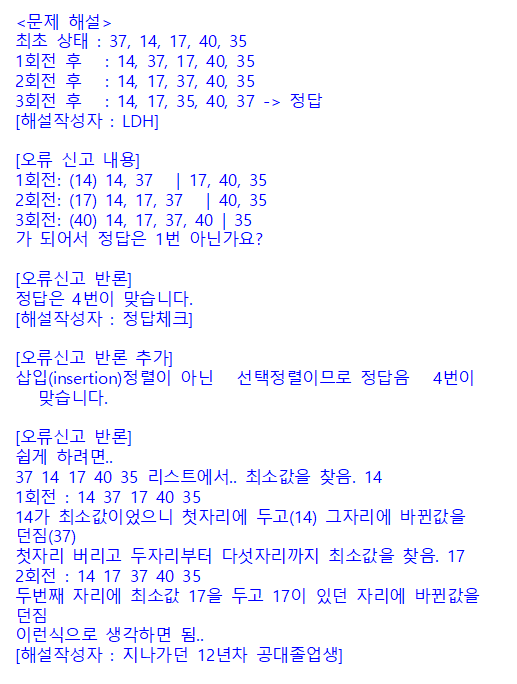 <문제 해설>
최초 상태 : 37, 14, 17, 40, 35
1회전 후 : 14, 37, 17, 40, 35
2회전 후 : 14, 17, 37, 40, 35
3회전 후 : 14, 17, 35, 40, 37 -> 정답
[해설작성자 : LDH]
[오류 신고 내용]
1회전: (14) 14, 37 | 17, 40, 35
2회전: (17) 14, 17, 37 | 40, 35
3회전: (40) 14, 17, 37, 40 | 35
가 되어서 정답은 1번 아닌가요?
[오류신고 반론]
정답은 4번이 맞습니다.
[해설작성자 : 정답체크]
[오류신고 반론 추가]
삽입(insertion)정렬이 아닌 선택정렬이므로 정답음 4번이
맞습니다.
[오류신고 반론]
쉽게 하려면..
37 14 17 40 35 리스트에서.. 최소값을 찾음. 14
1회전 : 14 37 17 40 35
14가 최소값이었으니 첫자리에 두고(14) 그자리에 바뀐값을
던짐(37)
첫자리 버리고 두자리부터 다섯자리까지 최소값을 찾음. 17
2회전 : 14 17 37 40 35
두번째 자리에 최소값 17을 두고 17이 있던 자리에 바뀐값을
던짐
이런식으로 생각하면 됨..
[해설작성자 : 지나가던 12년차 공대졸업생]